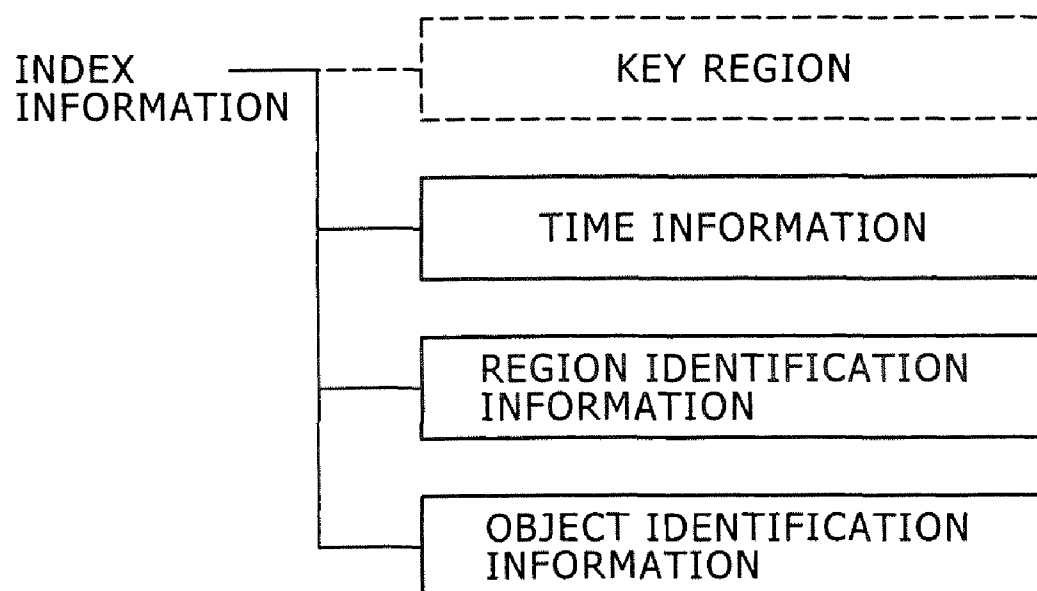 INDEX
INFORMATION
KEY REGION
TIME INFORMATION
REGION IDENTIFICATION
INFORMATION
OBJECT IDENTIFICATION
INFORMATION